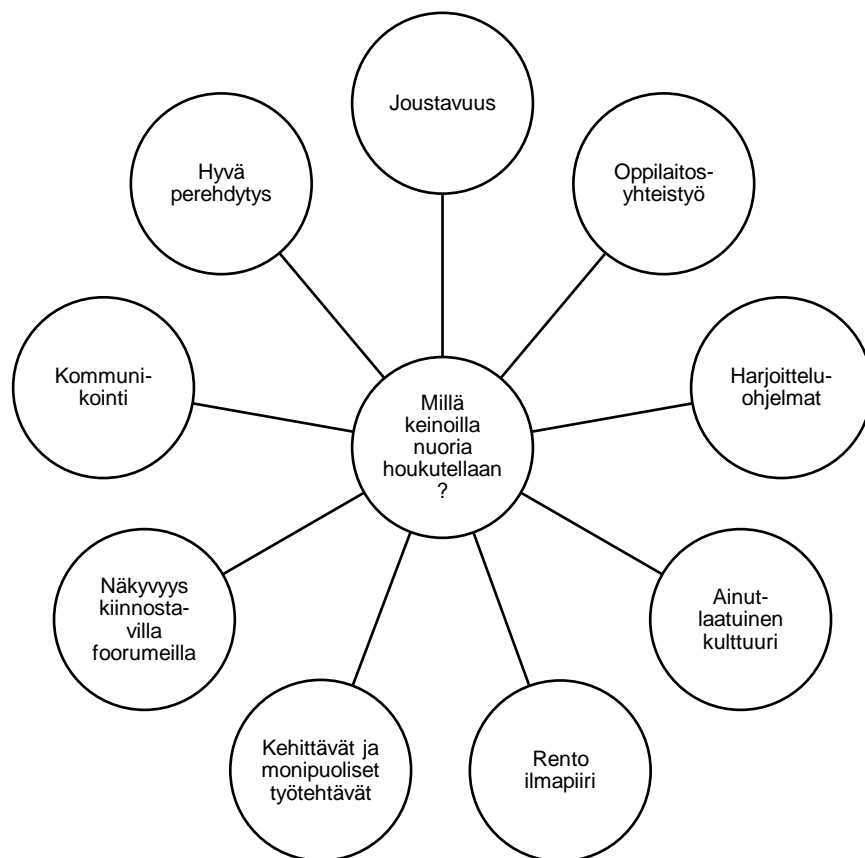 Joustavuus
Oppilaitos-
yhteistyö
Harjoittelu-
ohjelmat
Ainut-
laatuinen
kulttuuri
Rento
ilmapiiri
Kehittävät ja
monipuoliset
työtehtävät
Näkyvyys
kiinnosta-
villa
foorumeilla
Kommuni-
kointi
Hyvä
perehdytys
Millä
keinoilla
nuoria
houkutellaan
?